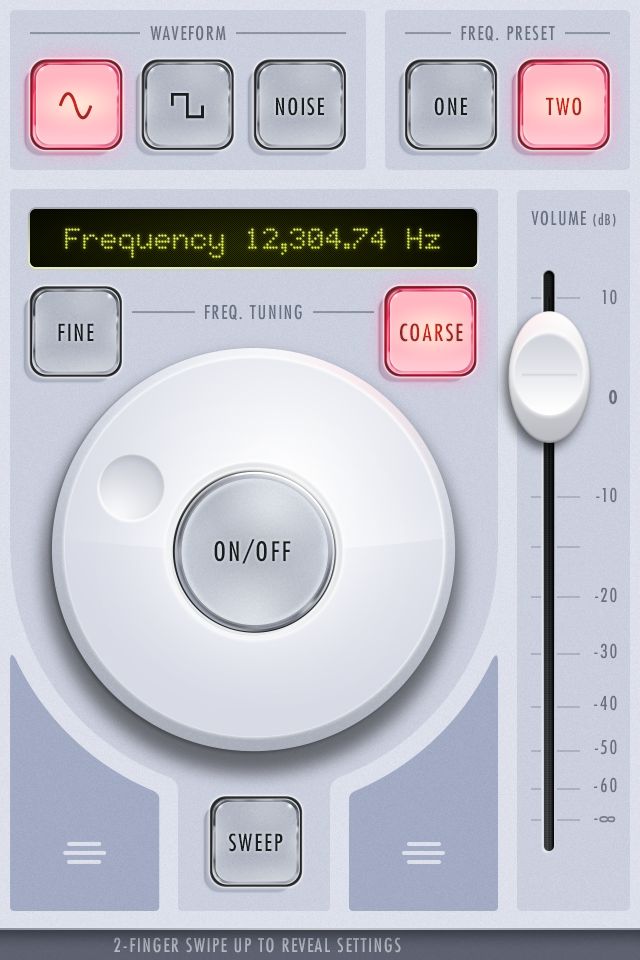 WAVEFORM
FREQ. PRESET
NOISE
ONE
TWO
Frequency 12,304.74 Hz
VOLUME (dB)
FINE
FREQ. TUNING
COARSE
ON/OFF
10
0
-10
-20
-30
-40
-50
-60
-∞
SWEEP
2-FINGER SWIPE UP TO REVEAL SETTINGS